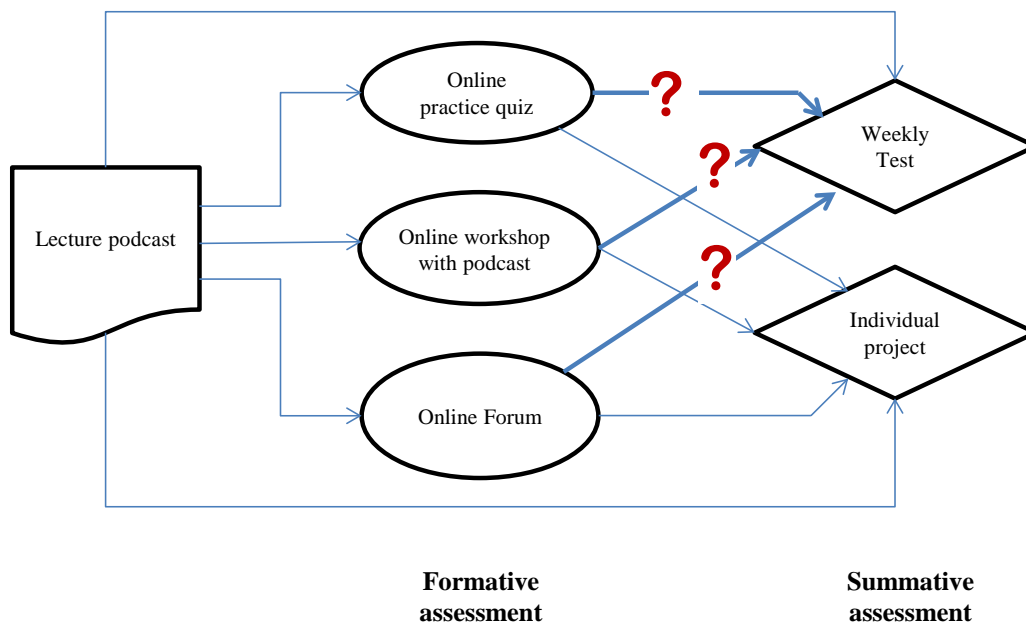 Online
practice quiz
?
Weekly
Test
?
Lecture podcast
Online workshop
with podcast
?
Individual
project
Online Forum
Formative
assessment
Summative
assessment